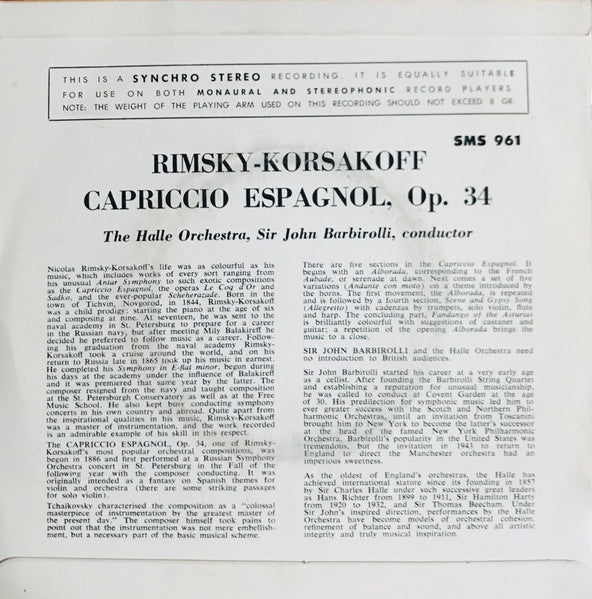 THIS IS A SYNCHRO STEREO RECORDING. IT IS EQUALLY SUITABLE
FOR USE ON BOTH MONAURAL AND STEREOPHONIC RECORD PLAYERS.
NOTE: THE WEIGHT OF THE PLAYING ARM USED ON THIS RECORDING SHOULD NOT EXCEED 8 GR.
SMS 961
RIMSKY-KORSAKOFF
CAPRICCIO ESPAGNOL, Op. 34
The Halle Orchestra, Sir John Barbirolli, conductor
Nicolas Rimsky-Korsakoff's life was as colourful as his
music, which includes works of every sort ranging from
his unusual Antar Symphony to such exotic compositions
as the Capriccio Espagnol, the operas Le Coq d'Or and
Sadko, and the ever-popular Scheherazade. Born in the
town of Tichvin, Novgorod, in 1844, Rimsky-Korsakoff
was a child prodigy: starting the piano at the age of six
and composing at nine. At seventeen, he was sent to the
naval academy in St. Petersburg to prepare for a career
in the Russian navy, but after meeting Mily Balakireff he
decided he preferred to follow music as a career. Follow-
ing his graduation from the naval academy Rimsky-
Korsakoff took a cruise around the world, and on his
return to Russia late in 1865 took up his music in earnest.
He completed his Symphony in E-flat minor, begun during
his days at the academy under the influence of Balakireff
and it was premiered that same year by the latter. The
composer resigned from the navy and taught composition
at the St. Petersburgh Conservatory as well as at the Free
Music School. He also kept busy conducting symphony
concerts in his own country and abroad. Quite apart from
the inspirational qualities in his music, Rimsky-Korsakoff
was a master of instrumentation, and the work recorded
is an admirable example of his skill in this respect.
The CAPRICCIO ESPAGNOL, Op. 34, one of Rimsky-
Korsakoff's most popular orchestral compositions, was
begun in 1886 and first performed at a Russian Symphony
Orchestra concert in St. Petersburg in the Fall of the
following year with the composer conducting. It was
originally intended as a fantasy on Spanish themes for
violin and orchestra (there are some striking passages
for solo violin).
Tchaikovsky characterised the composition as a "colossal
masterpiece of instrumentation by the greatest master of
the present day." The composer himself took pains to
point out that the instrumentation was not mere embellish-
ment, but a necessary part of the basic musical scheme.
There are five sections in the Capriccio Espagnol. It
begins with an Alborada, corresponding to the French
Aubade, or serenade at dawn. Next comes a set of five
variations (Andante con moto) on a theme introduced by
the horns. The first movement, the Alborada, is repeated
and is followed by a fourth section, Scene and Gypsy Song
(Allegreto) with cadenzas by trumpets, solo violin, flute
and harp. The concluding part, Fandango of the Asturias
is brilliantly colourful with suggestions of castanet and
guitar; a repetition of the opening Alborada brings the
music to a close.
SIR JOHN BARBIROLLI and the Halle Orchestra need
no introduction to British audiences.
Sir John Barbirolli started his career at a very early age
as a cellist. After founding the Barbirolli String Quartet
and establishing a reputation for unusual musicianship,
he was called to conduct at Covent Garden at the age
of 30. His predilection for symphonic music led him to
ever greater success with the Scotch and Northern Phil-
harmonic Orchestras, until an invitation from Toscanini
brought him to New York to become the latter's successor
at the head of the famed New York Philharmonic
Orchestra, Barbirolli's popularity in the United States was
tremendous, but the invitation in 1943 to return to
England to direct the Manchester orchestra had an
imperious sweetness.
As the oldest of England's orchestras, the Halle has
achieved international stature since its founding in 1857
by Sir Charles Halle under such successive great leaders
as Hans Richter from 1899 to 1911, Sir Hamilton Harty
from 1920 to 1932, and Sir Thomas Beecham. Under
Sir John's inspired direction, performances by the Halle
Orchestra have become models of orchestral cohesion,
refinement of balance and sound, and above all artistic
integrity and truly musical inspiration.